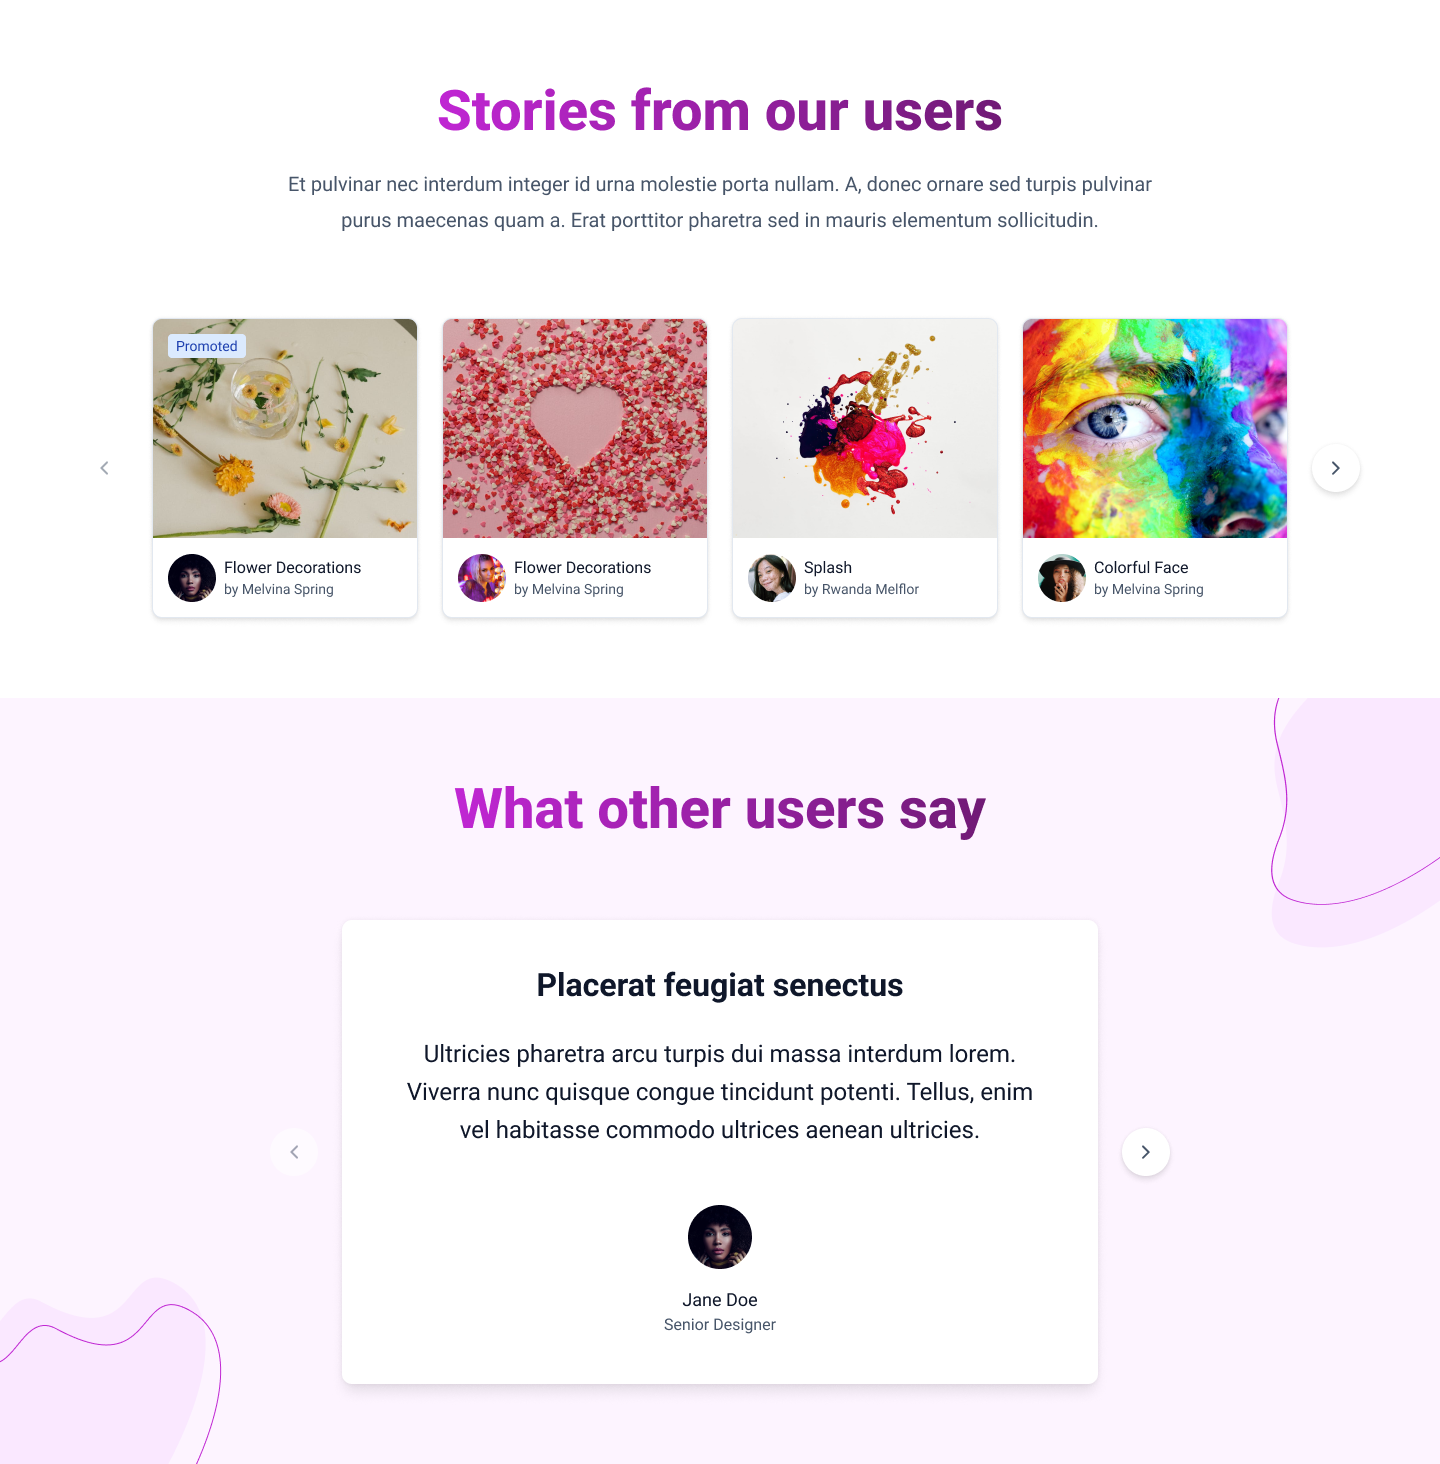 Stories from our users
Et pulvinar nec interdum integer id urna molestie porta nullam. A, donec ornare sed turpis pulvinar
purus maecenas quam a. Erat porttitor pharetra sed in mauris elementum sollicitudin.
Promoted
Flower Decorations
by Melvina Spring
Flower Decorations
by Melvina Spring
Splash
by Rwanda Melflor
Colorful Face
by Melvina Spring
What other users say
Placerat feugiat senectus
Ultricies pharetra arcu turpis dui massa interdum lorem.
Viverra nunc quisque congue tincidunt potenti. Tellus, enim
vel habitasse commodo ultrices aenean ultricies.
Jane Doe
Senior Designer